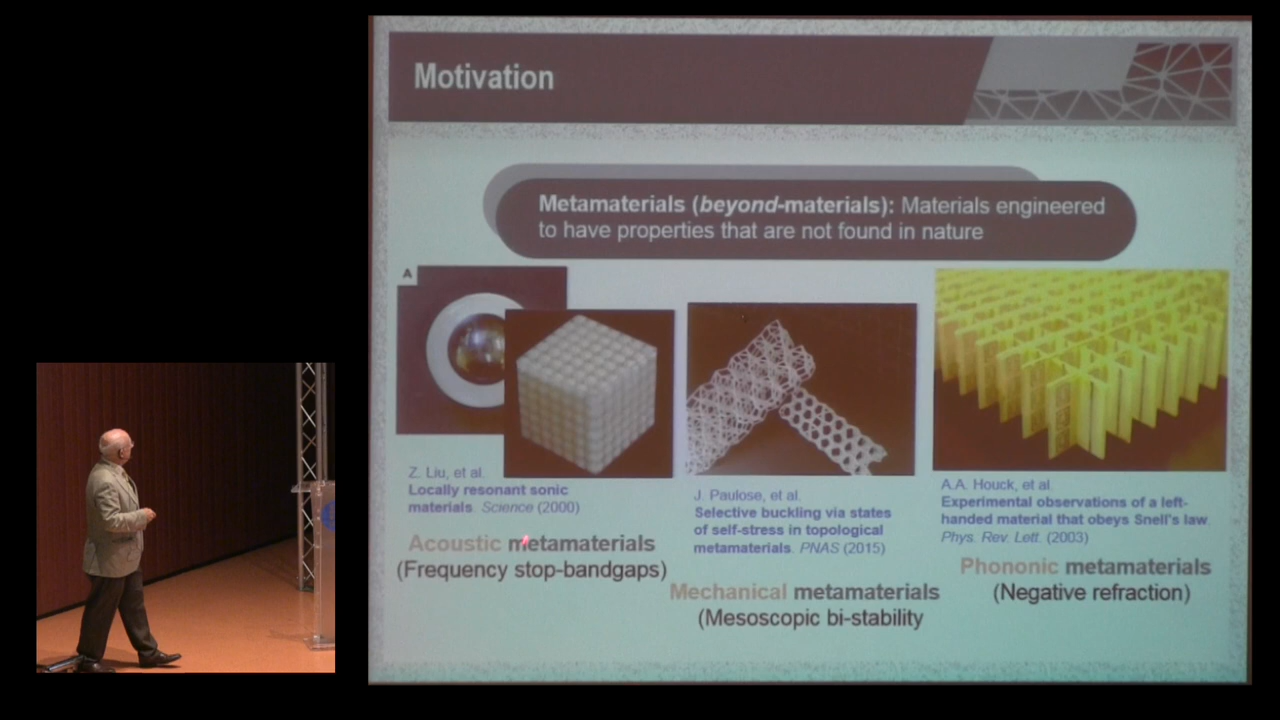 Motivation
Metamaterials (beyond-materials): Materials engineered
to have properties that are not found in nature
A
Z. Liu, et al.
Locally resonant sonic
materials. Science (2000)
Acoustic metamaterials
(Frequency stop-bandgaps)
J. Paulose, et al.
Selective buckling via states
of self-stress in topological
metamaterials. PNAS (2015)
Mechanical metamaterials
(Mesoscopic bi-stability
A.A. Houck, et al.
Experimental observations of a left-
handed material that obeys Snell's law.
Phys. Rev. Lett. (2003)
Phononic metamaterials
(Negative refraction)